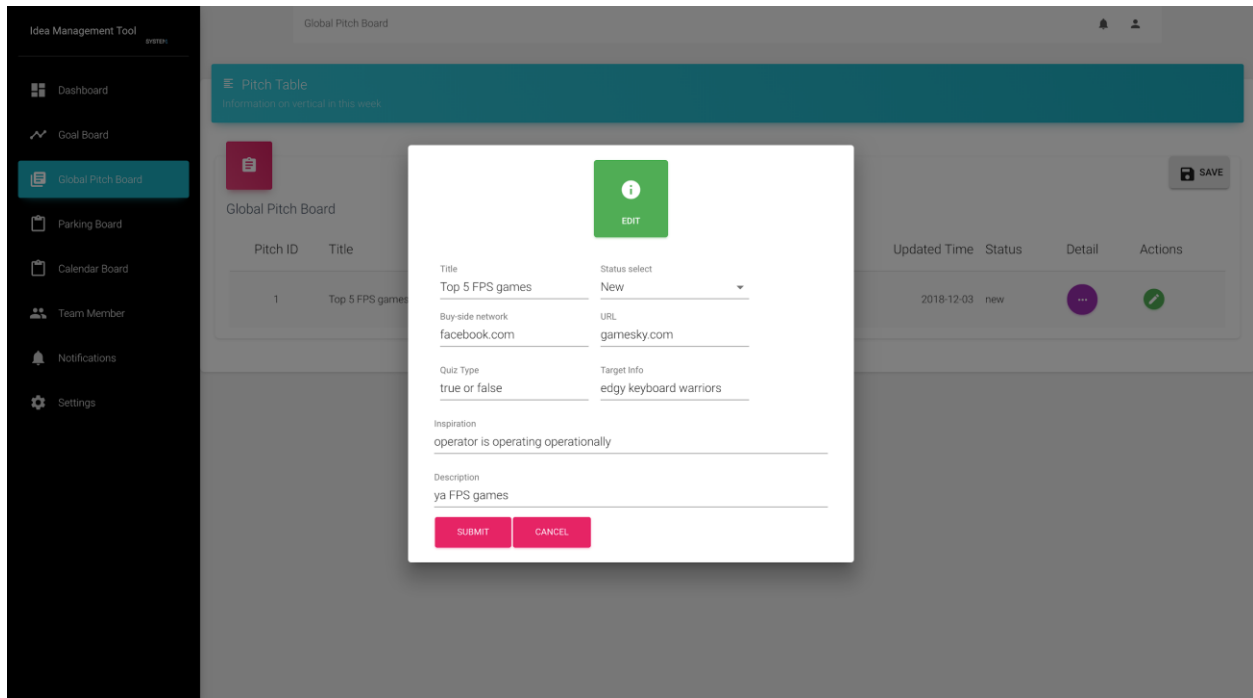 Idea Management Tool
SYSTEM
Global Pitch Board
Dashboard
Goal Board
Global Pitch Board
Parking Board
Calendar Board
Team Member
Notifications
Settings
Pitch Table
Information on vertical in this week
SAVE
Global Pitch Board
Pitch ID Title Updated Time Status Detail Actions
1 Top 5 FPS games 2018-12-03 new
EDIT
Title Status select
Top 5 FPS games New
Buy-side network URL
facebook.com gamesky.com
Quiz Type Target Info
true or false edgy keyboard warriors
Inspiration
operator is operating operationally
Description
ya FPS games
SUBMIT CANCEL